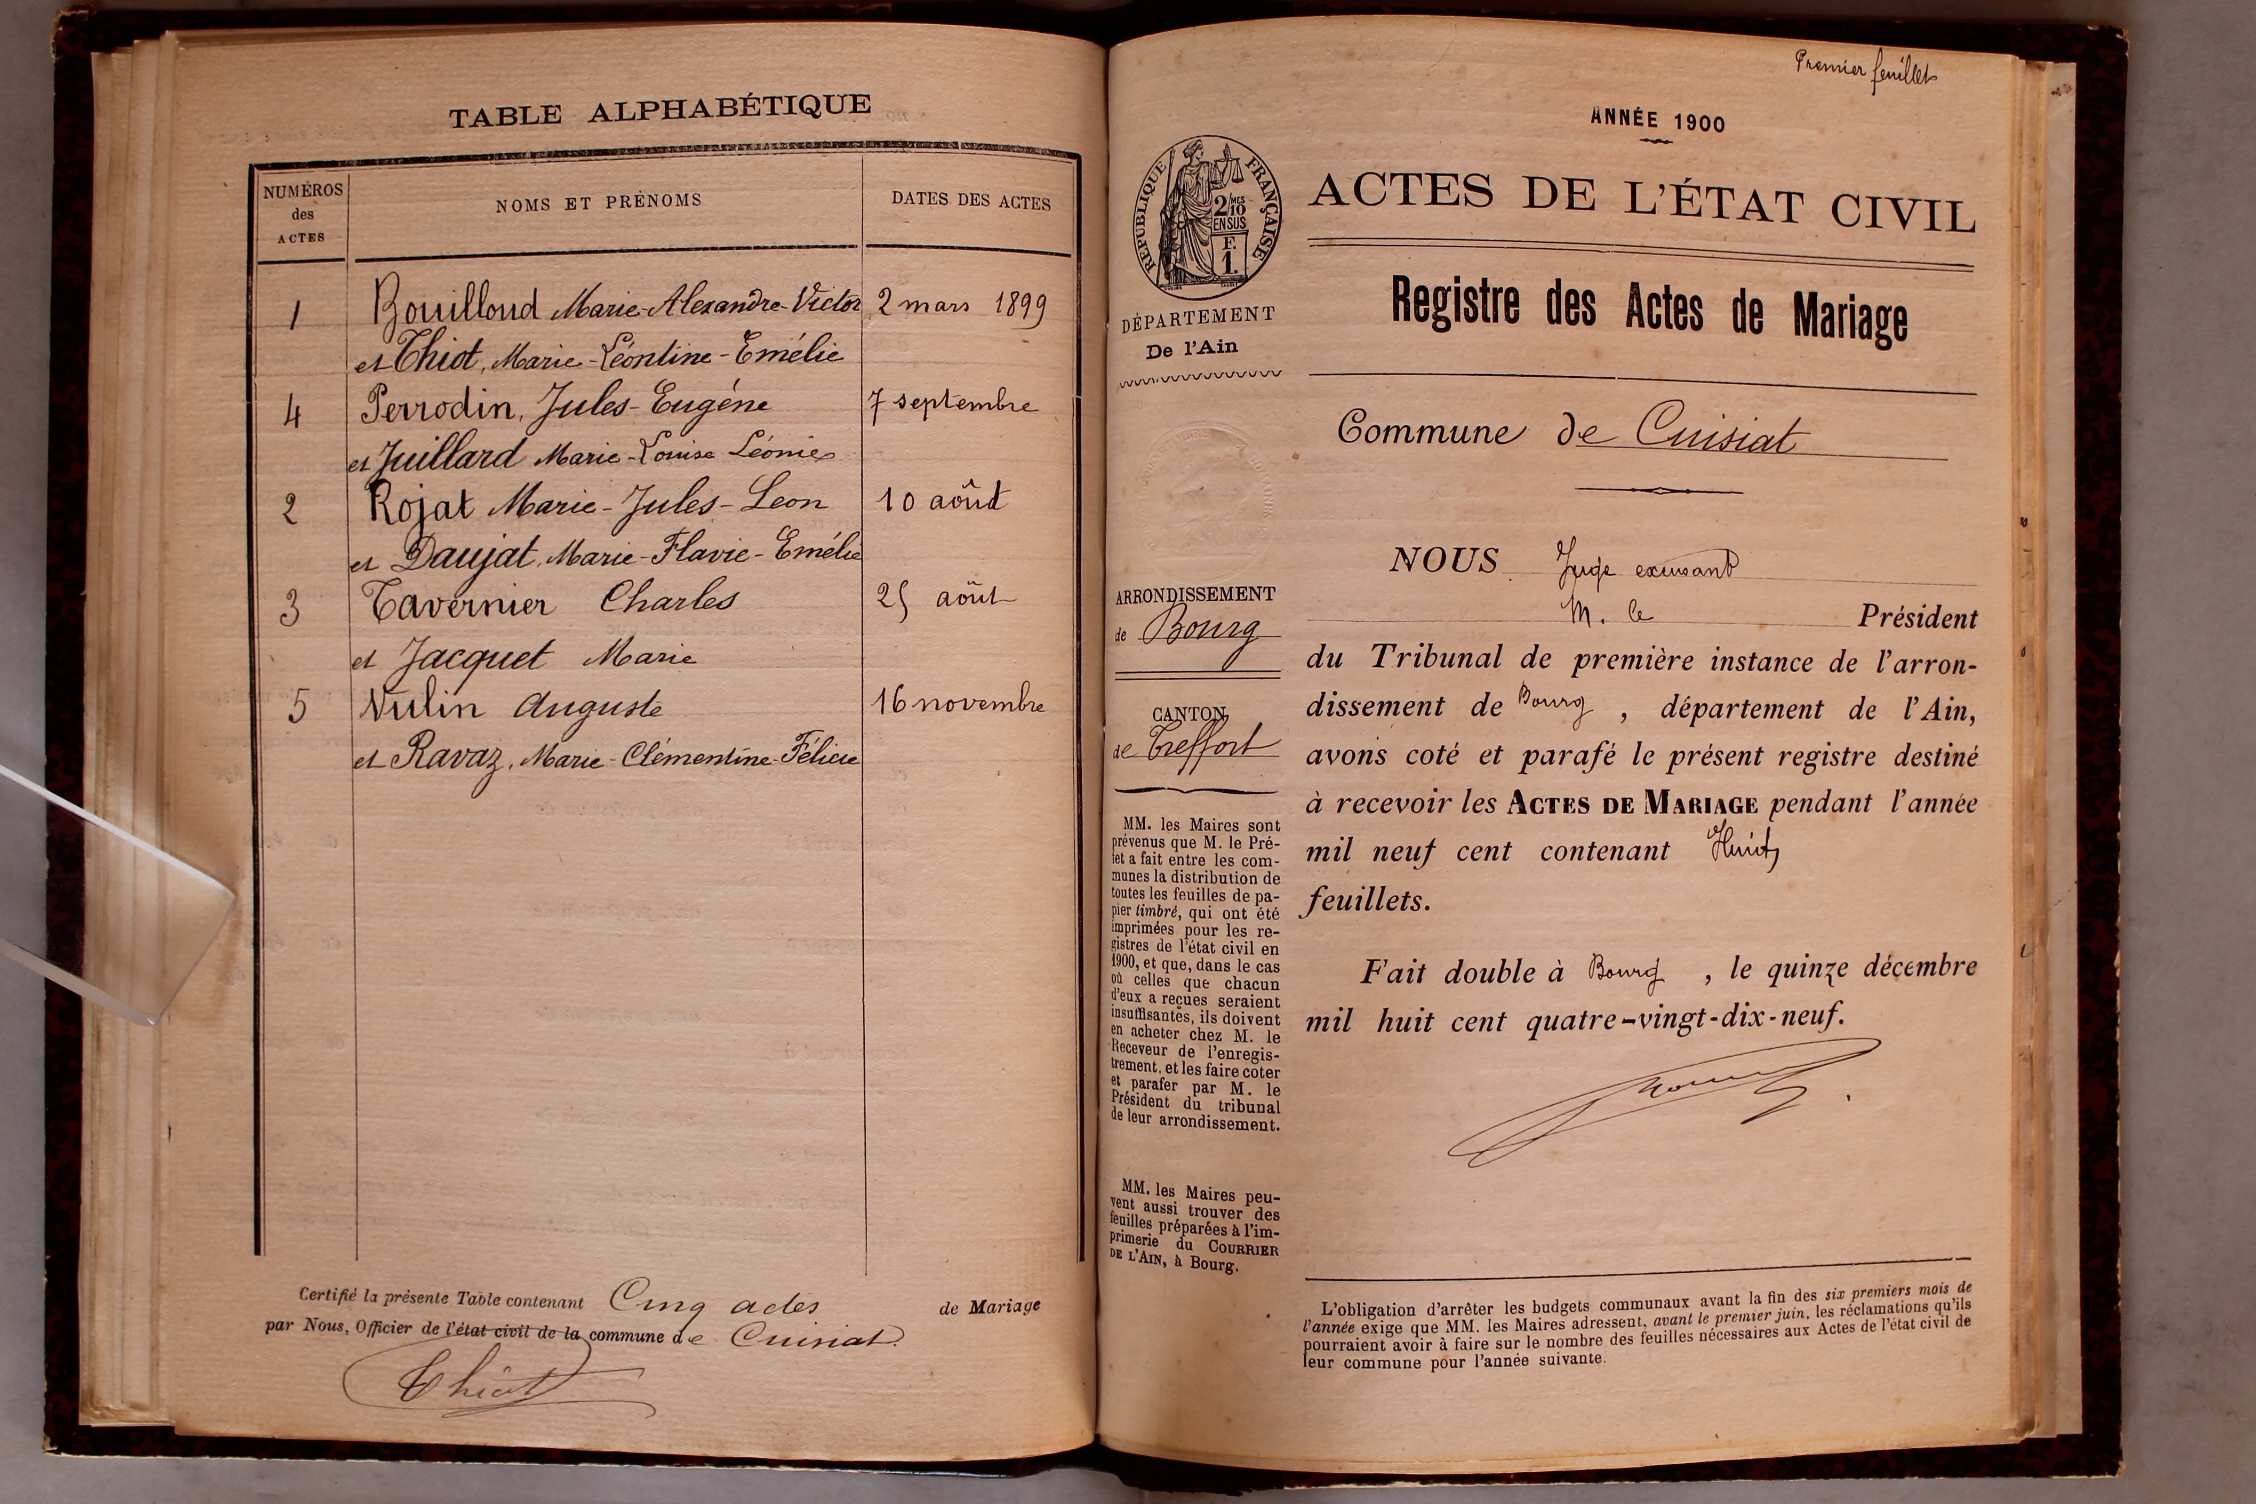 TABLE ALPHABÉTIQUE
NUMÉROS des ACTES
NOMS ET PRÉNOMS
DATES DES ACTES
1 Bouilloud Marie-Alexandre-Victor 2 mars 1899
et Thiot, Marie-Léontine-Emélie
4 Perrodin, Jules-Eugéne 7 septembre
et Juillard Marie-Louise Léonie
2 Rojat Marie-Jules-Leon 10 août
et Daujat, Marie-Flavie-Emélie
3 Tavernier Charles 25 août
et Jacquet Marie
5 Vulin Auguste 16 novembre
et Ravaz, Marie-Clémentine-Félicie
Certifié la présente Table contenant Cinq actes de Mariage
par Nous, Officier de l'état civil de la commune de Cuisiat.
Thiot
Premier feuillet
ANNÉE 1900
RÉPUBLIQUE FRANÇAISE
2 MES 10
EN SUS
F.
1.
DÉPARTEMENT
De l'Ain
ARRONDISSEMENT
de Bourg
CANTON
de Treffort
MM. les Maires sont
prévenus que M. le Pré-
fet a fait entre les com-
munes la distribution de
toutes les feuilles de pa-
pier timbré, qui ont été
imprimées pour les re-
gistres de l'état civil en
1900, et que, dans le cas
où celles que chacun
d'eux a reçues seraient
insuffisantes, ils doivent
en acheter chez M. le
Receveur de l'enregis-
trement, et les faire coter
et parafer par M. le
Président du tribunal
de leur arrondissement.
MM. les Maires peu-
vent aussi trouver des
feuilles préparées à l'im-
primerie du COURRIER
DE L'AIN, à Bourg.
ACTES DE L'ÉTAT CIVIL
Registre des Actes de Mariage
Commune de Cuisiat
NOUS Juge
M. le Président
du Tribunal de première instance de l'arron-
dissement de Bourg, département de l'Ain,
avons coté et parafé le présent registre destiné
à recevoir les ACTES DE MARIAGE pendant l'année
mil neuf cent contenant Huit
feuillets.
Fait double à Bourg, le quinze décembre
mil huit cent quatre-vingt-dix-neuf.
L'obligation d'arrêter les budgets communaux avant la fin des six premiers mois de
l'année exige que MM. les Maires adressent, avant le premier juin, les réclamations qu'ils
pourraient avoir à faire sur le nombre des feuilles nécessaires aux Actes de l'état civil de
leur commune pour l'année suivante.